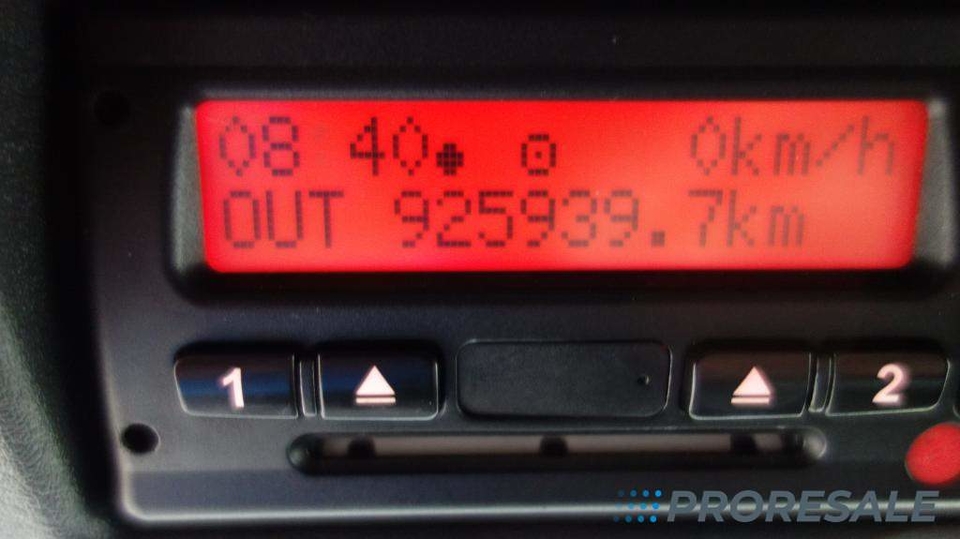 08 40● ⊙ 0km/h
OUT 925939.7km
1 ⏏ ⏏ 2
PRORESALE